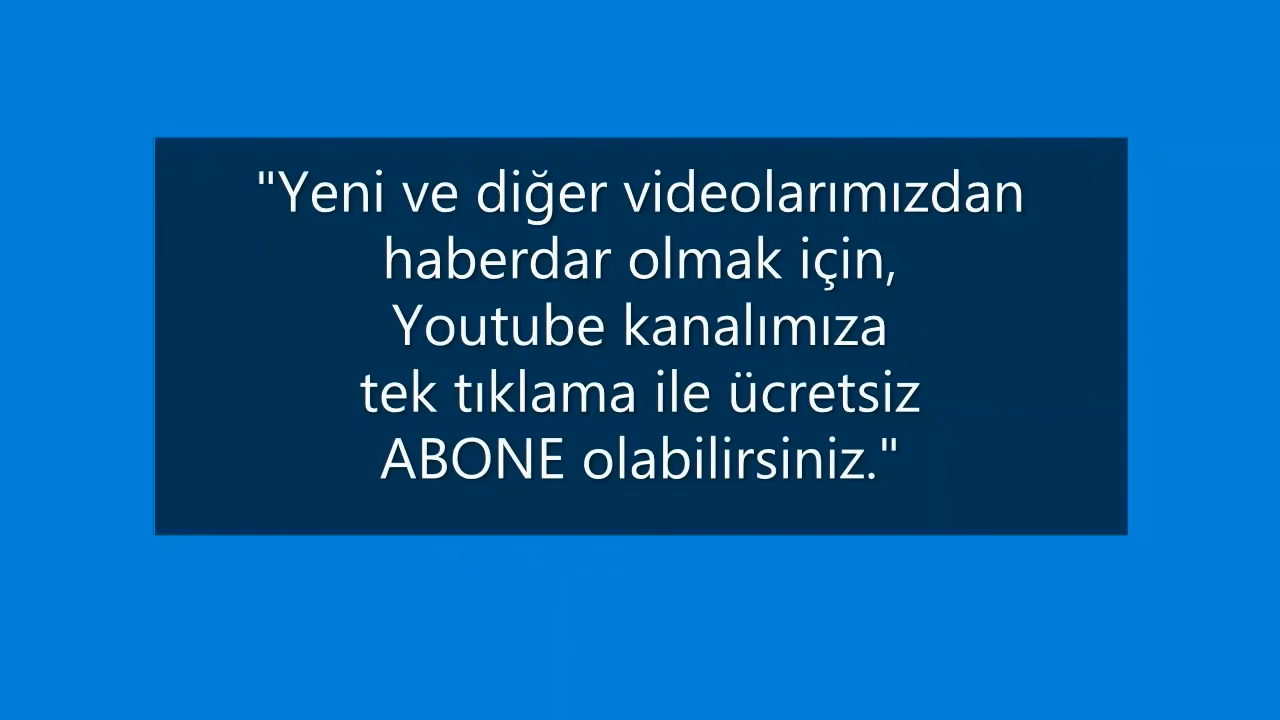 "Yeni ve diğer videolarımızdan
haberdar olmak için,
Youtube kanalımıza
tek tıklama ile ücretsiz
ABONE olabilirsiniz."